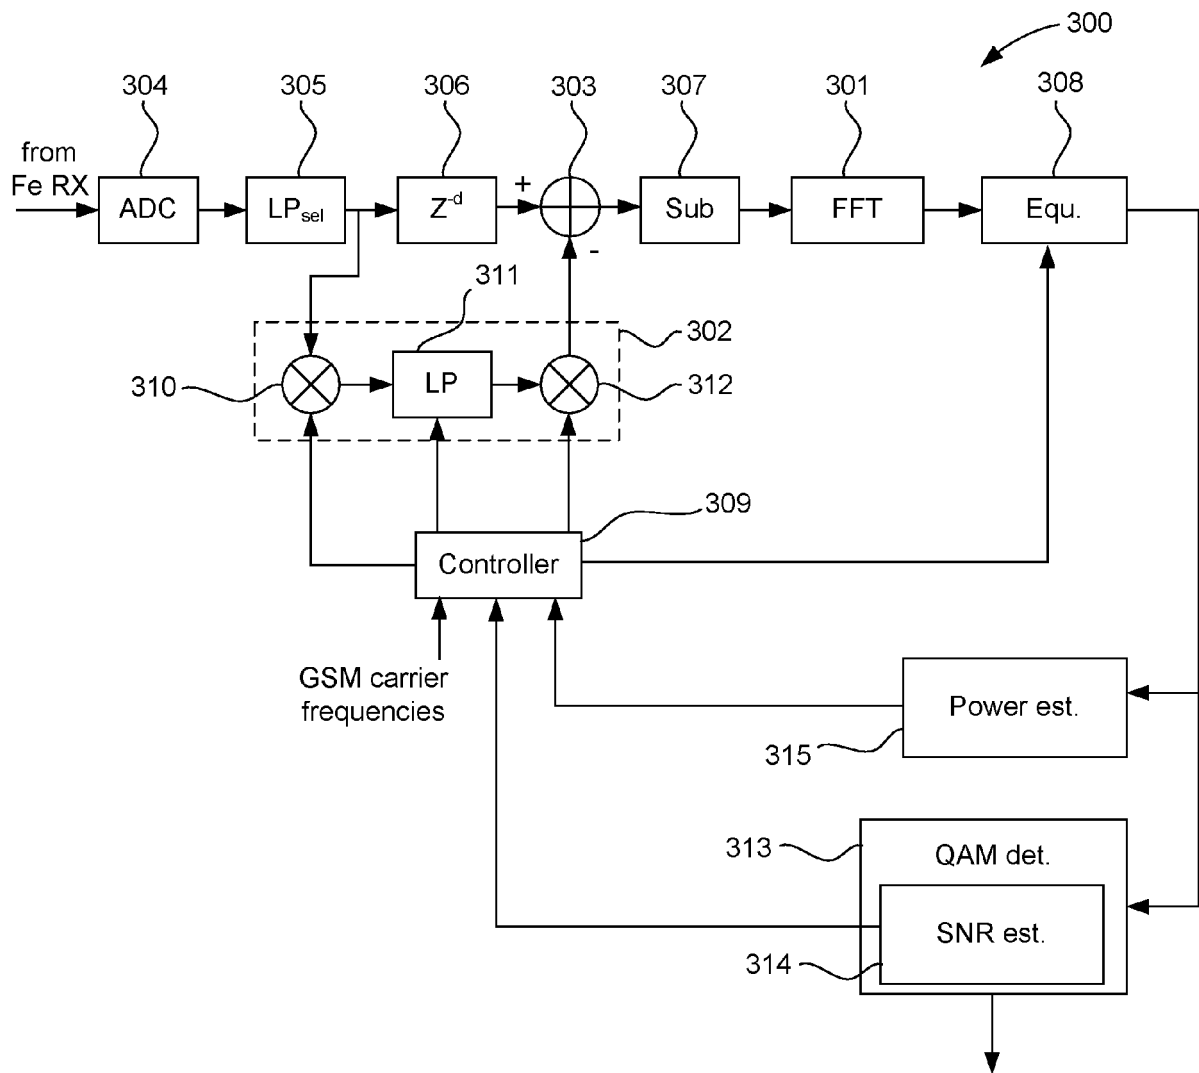 300
304
305
306
303
307
301
308
from
Fe RX
ADC
LPsel
Z-d
+
Sub
FFT
Equ.
-
311
302
310
LP
312
309
Controller
GSM carrier
frequencies
Power est.
315
313
QAM det.
SNR est.
314